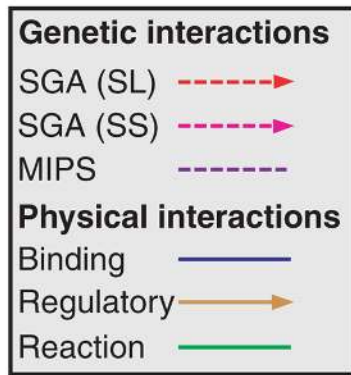 Genetic interactions
SGA (SL)
SGA (SS)
MIPS
Physical interactions
Binding
Regulatory
Reaction